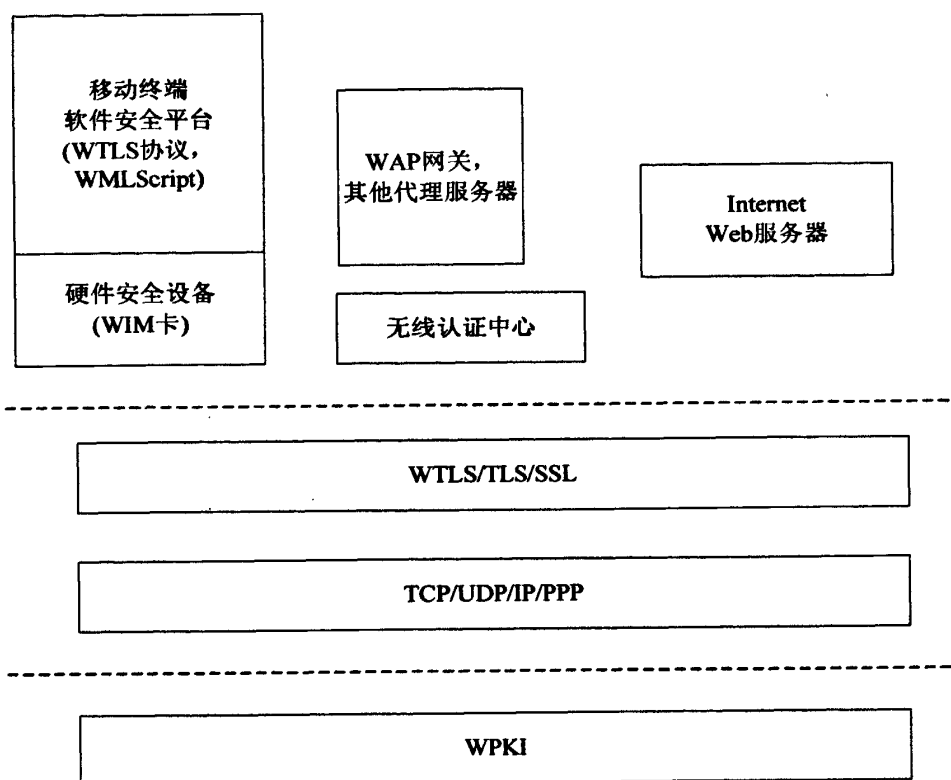 移动终端
软件安全平台
(WTLS协议，
WMLScript)
硬件安全设备
(WIM卡)
WAP网关，
其他代理服务器
无线认证中心
Internet
Web服务器
WTLS/TLS/SSL
TCP/UDP/IP/PPP
WPKI